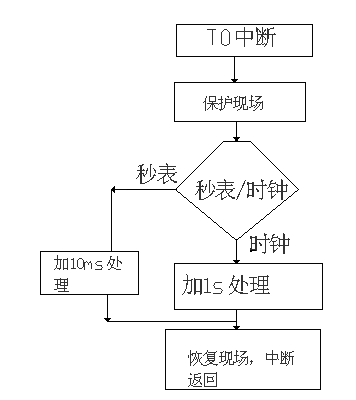 T0中断
保护现场
秒表/时钟
秒表
时钟
加10ms处
理
加1s处理
恢复现场，中断
返回